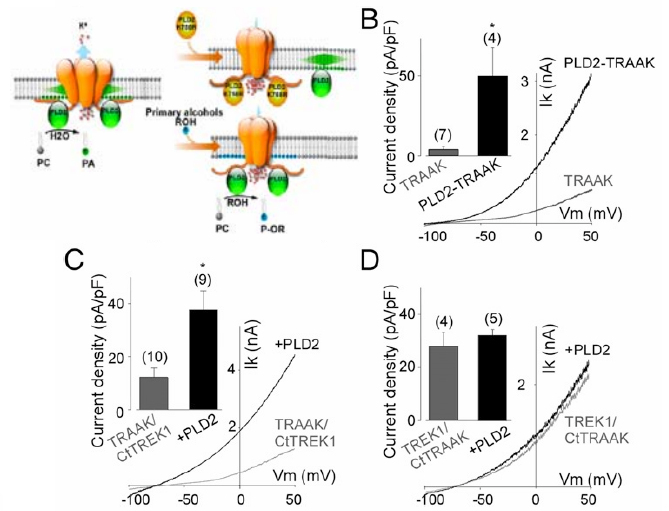 K+
PLD2
K758R
PLD2
PLD2
H2O
PC
PA
PLD2
K758R
PLD2
K758R
PLD2
Primary alcohols
ROH
PLD2
PLD2
ROH
PC
P-OR
B
Current density (pA/pF)
50
0
*
(4)
(7)
TRAAK
PLD2-TRAAK
Ik (nA)
3
2
PLD2-TRAAK
TRAAK
Vm (mV)
-100
-50
0
50
C
Current density (pA/pF)
40
20
0
*
(9)
(10)
TRAAK/
CtTREK1
+PLD2
Ik (nA)
4
2
+PLD2
TRAAK/
CtTREK1
Vm (mV)
-100
-50
0
50
D
Current density (pA/pF)
40
20
0
(4)
(5)
TREK1/
CtTRAAK
+PLD2
Ik (nA)
2
+PLD2
TREK1/
CtTRAAK
Vm (mV)
-100
-50
0
50